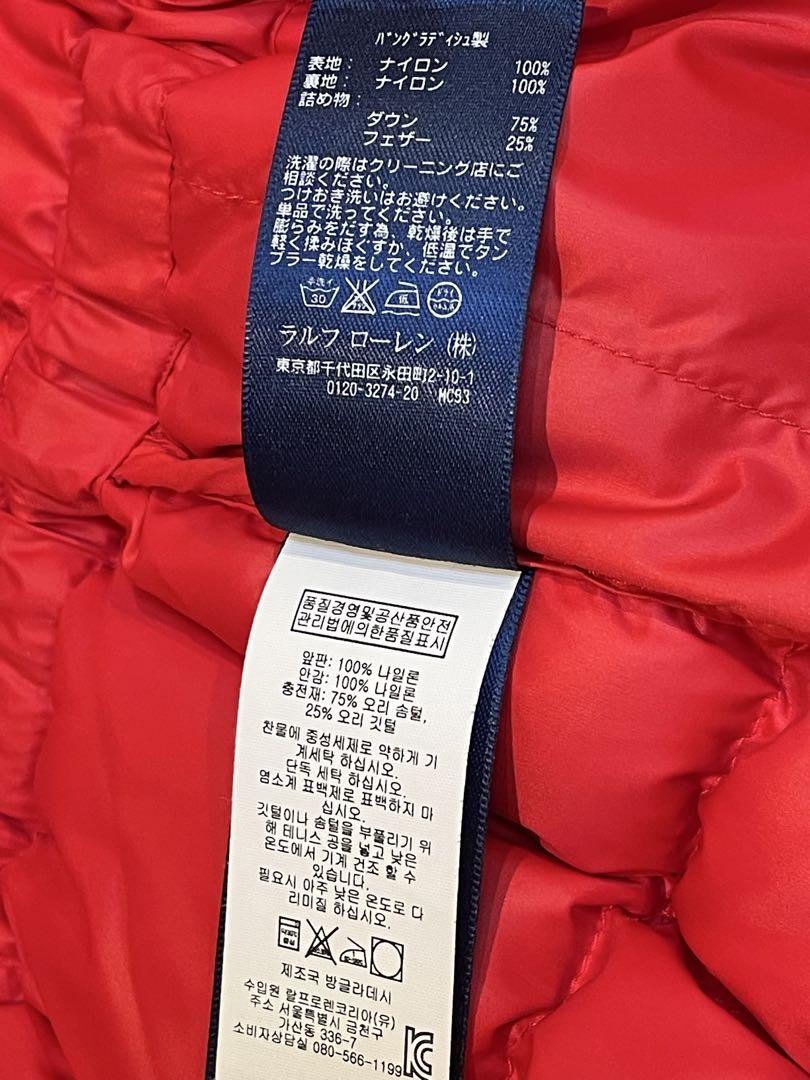 バングラディシュ製
表地: ナイロン 100%
裏地: ナイロン 100%
詰め物:
ダウン 75%
フェザー 25%
洗濯の際はクリーニング店にご
相談ください。
つけおき洗いはお避けください。
単品で洗ってください。
膨らみをだす為、乾燥後は手で
軽く揉みほぐすか、低温でタン
ブラー乾燥をしてください。
手洗イ 30 低 ドライ
ラルフ ローレン (株)
東京都千代田区永田町2-10-1
0120-3274-20 MC93
품질경영및공산품안전
관리법에의한품질표시
앞판: 100% 나일론
안감: 100% 나일론
충전재: 75% 오리 솜털,
25% 오리 깃털
찬물에 중성세제로 약하게 기
계세탁 하십시오.
단독 세탁 하십시오.
염소계 표백제로 표백하지 마
십시오.
깃털이나 솜털을 부풀리기 위
해 테니스 공을 넣고 낮은
온도에서 기계 건조 할 수
있습니다.
필요시 아주 낮은 온도로 다
리미질 하십시오.
제조국 방글라데시
수입원 랄프로렌코리아(유)
주소 서울특별시 금천구
가산동 336-7
소비자상담실 080-566-1199